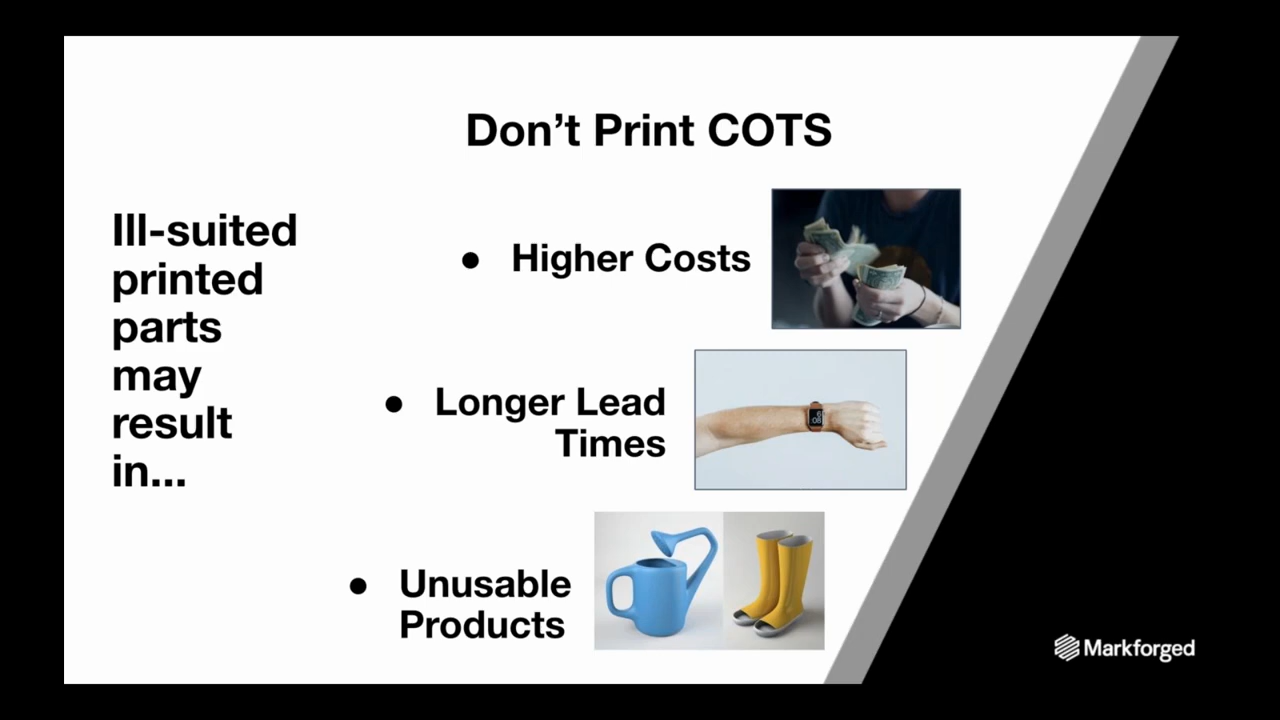 Don’t Print COTS
Ill-suited
printed
parts
may
result
in...
● Higher Costs
● Longer Lead
Times
● Unusable
Products
Markforged